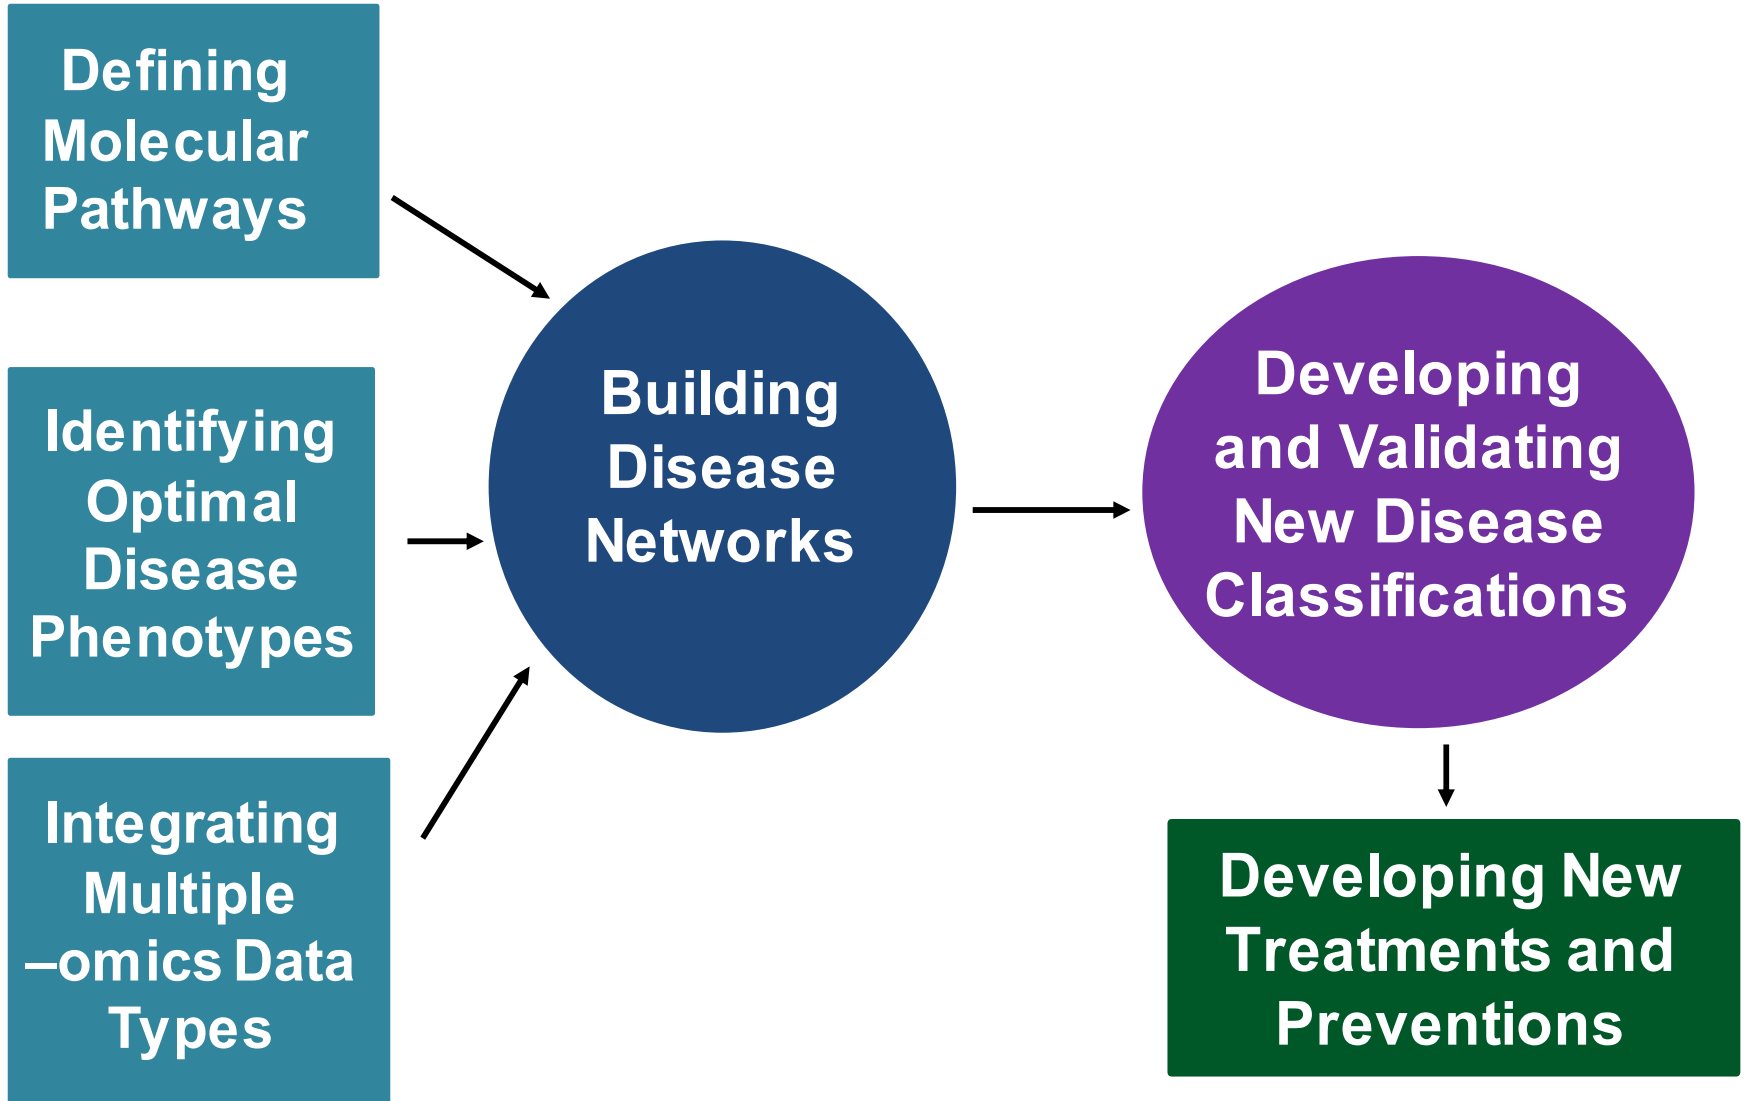 Defining
Molecular
Pathways
Identifying
Optimal
Disease
Phenotypes
Integrating
Multiple
–omics Data
Types
Building
Disease
Networks
Developing
and Validating
New Disease
Classifications
Developing New
Treatments and
Preventions